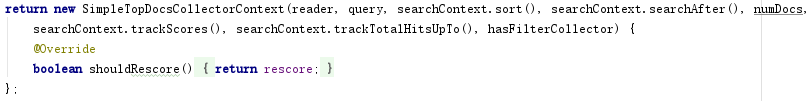 return new SimpleTopDocsCollectorContext(reader, query, searchContext.sort(), searchContext.searchAfter(), numDocs,
searchContext.trackScores(), searchContext.trackTotalHitsUpTo(), hasFilterCollector) {
@Override
boolean shouldRescore() { return rescore; }
};